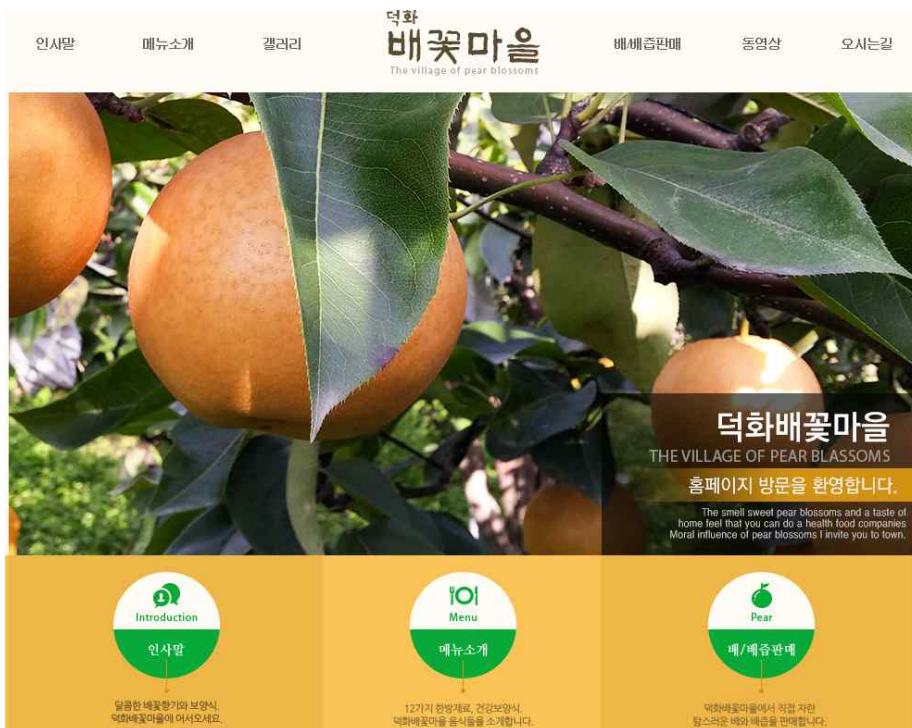 덕화
인사말 메뉴소개 갤러리 배꽃마을 배/배즙판매 동영상 오시는길
The village of pear blossoms
덕화배꽃마을
THE VILLAGE OF PEAR BLASSOMS
홈페이지 방문을 환영합니다.
The smell sweet pear blossoms and a taste of
home feel that you can do a health food companies
Moral influence of pear blossoms I invite you to town.
Introduction
인사말
달콤한 배꽃향기와 보양식.
덕화배꽃마을에 어서오세요.
Menu
메뉴소개
12가지 한방재료, 건강보양식.
덕화배꽃마을 음식들을 소개합니다.
Pear
배/배즙판매
덕화배꽃마을에서 직접 자란
탐스러운 배와 배즙을 판매합니다.